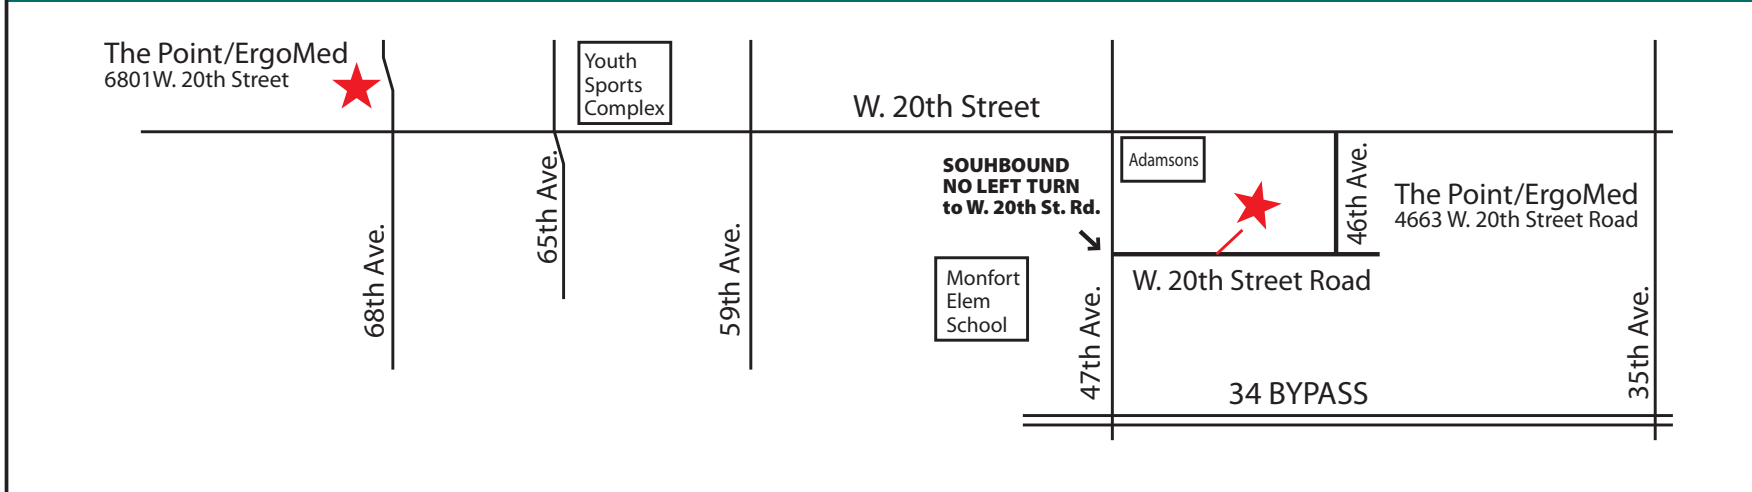 The Point/ErgoMed
6801W. 20th Street
Youth
Sports
Complex
W. 20th Street
68th Ave.
65th Ave.
59th Ave.
SOUHBOUND
NO LEFT TURN
to W. 20th St. Rd.
Adamsons
46th Ave.
The Point/ErgoMed
4663 W. 20th Street Road
Monfort
Elem
School
W. 20th Street Road
47th Ave.
34 BYPASS
35th Ave.